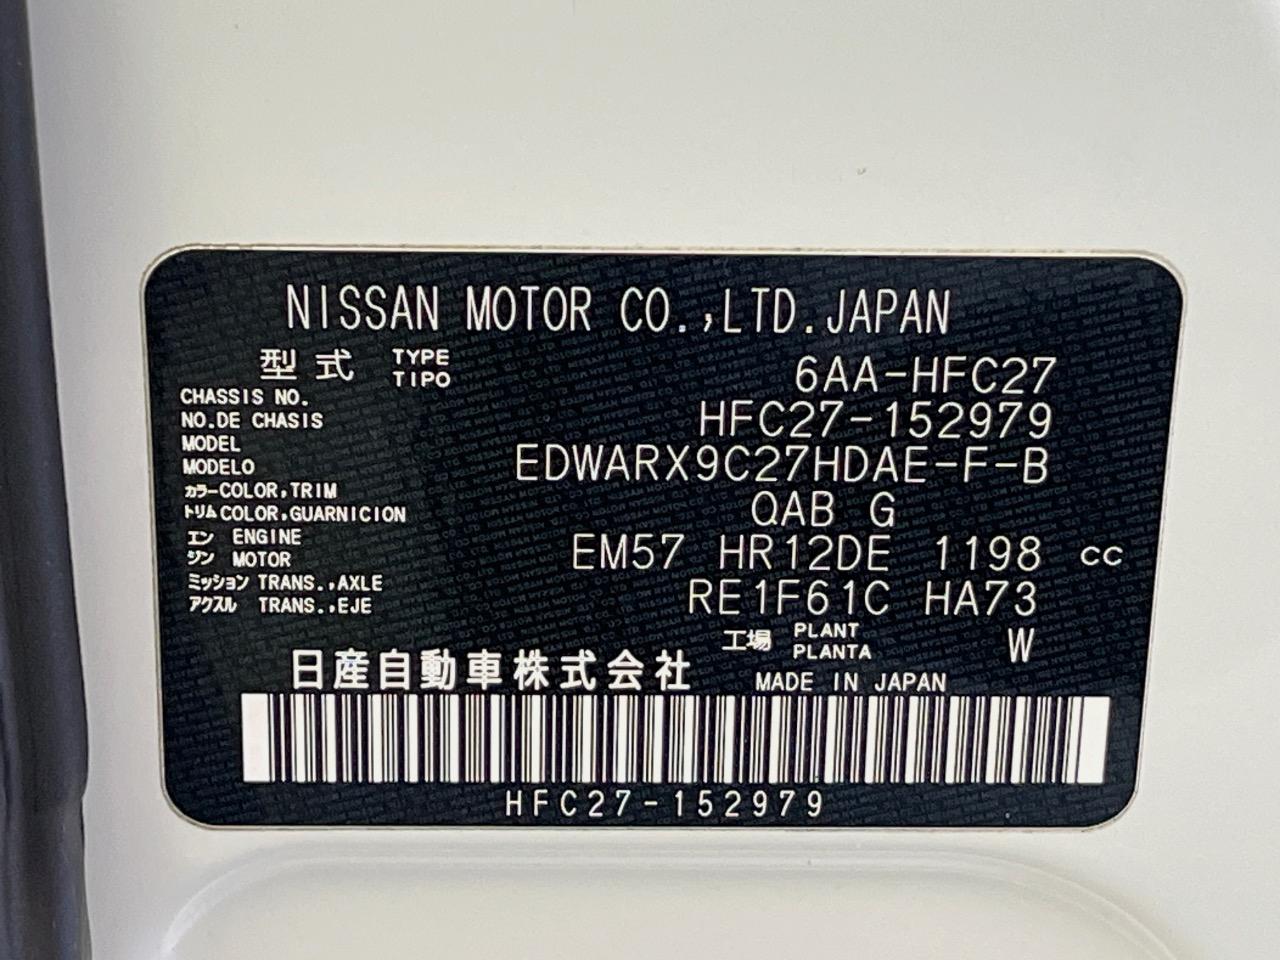 NISSAN MOTOR CO.,LTD.JAPAN
型式 TYPE TIPO 6AA-HFC27
CHASSIS NO.
NO.DE CHASIS HFC27-152979
MODEL
MODELO EDWARX9C27HDAE-F-B
カラー COLOR,TRIM
トリム COLOR,GUARNICION QAB G
エン ENGINE
ジン MOTOR EM57 HR12DE 1198 cc
ミッション TRANS.,AXLE
アクスル TRANS.,EJE RE1F61C HA73
工場 PLANT PLANTA W
日産自動車株式会社 MADE IN JAPAN
HFC27-152979